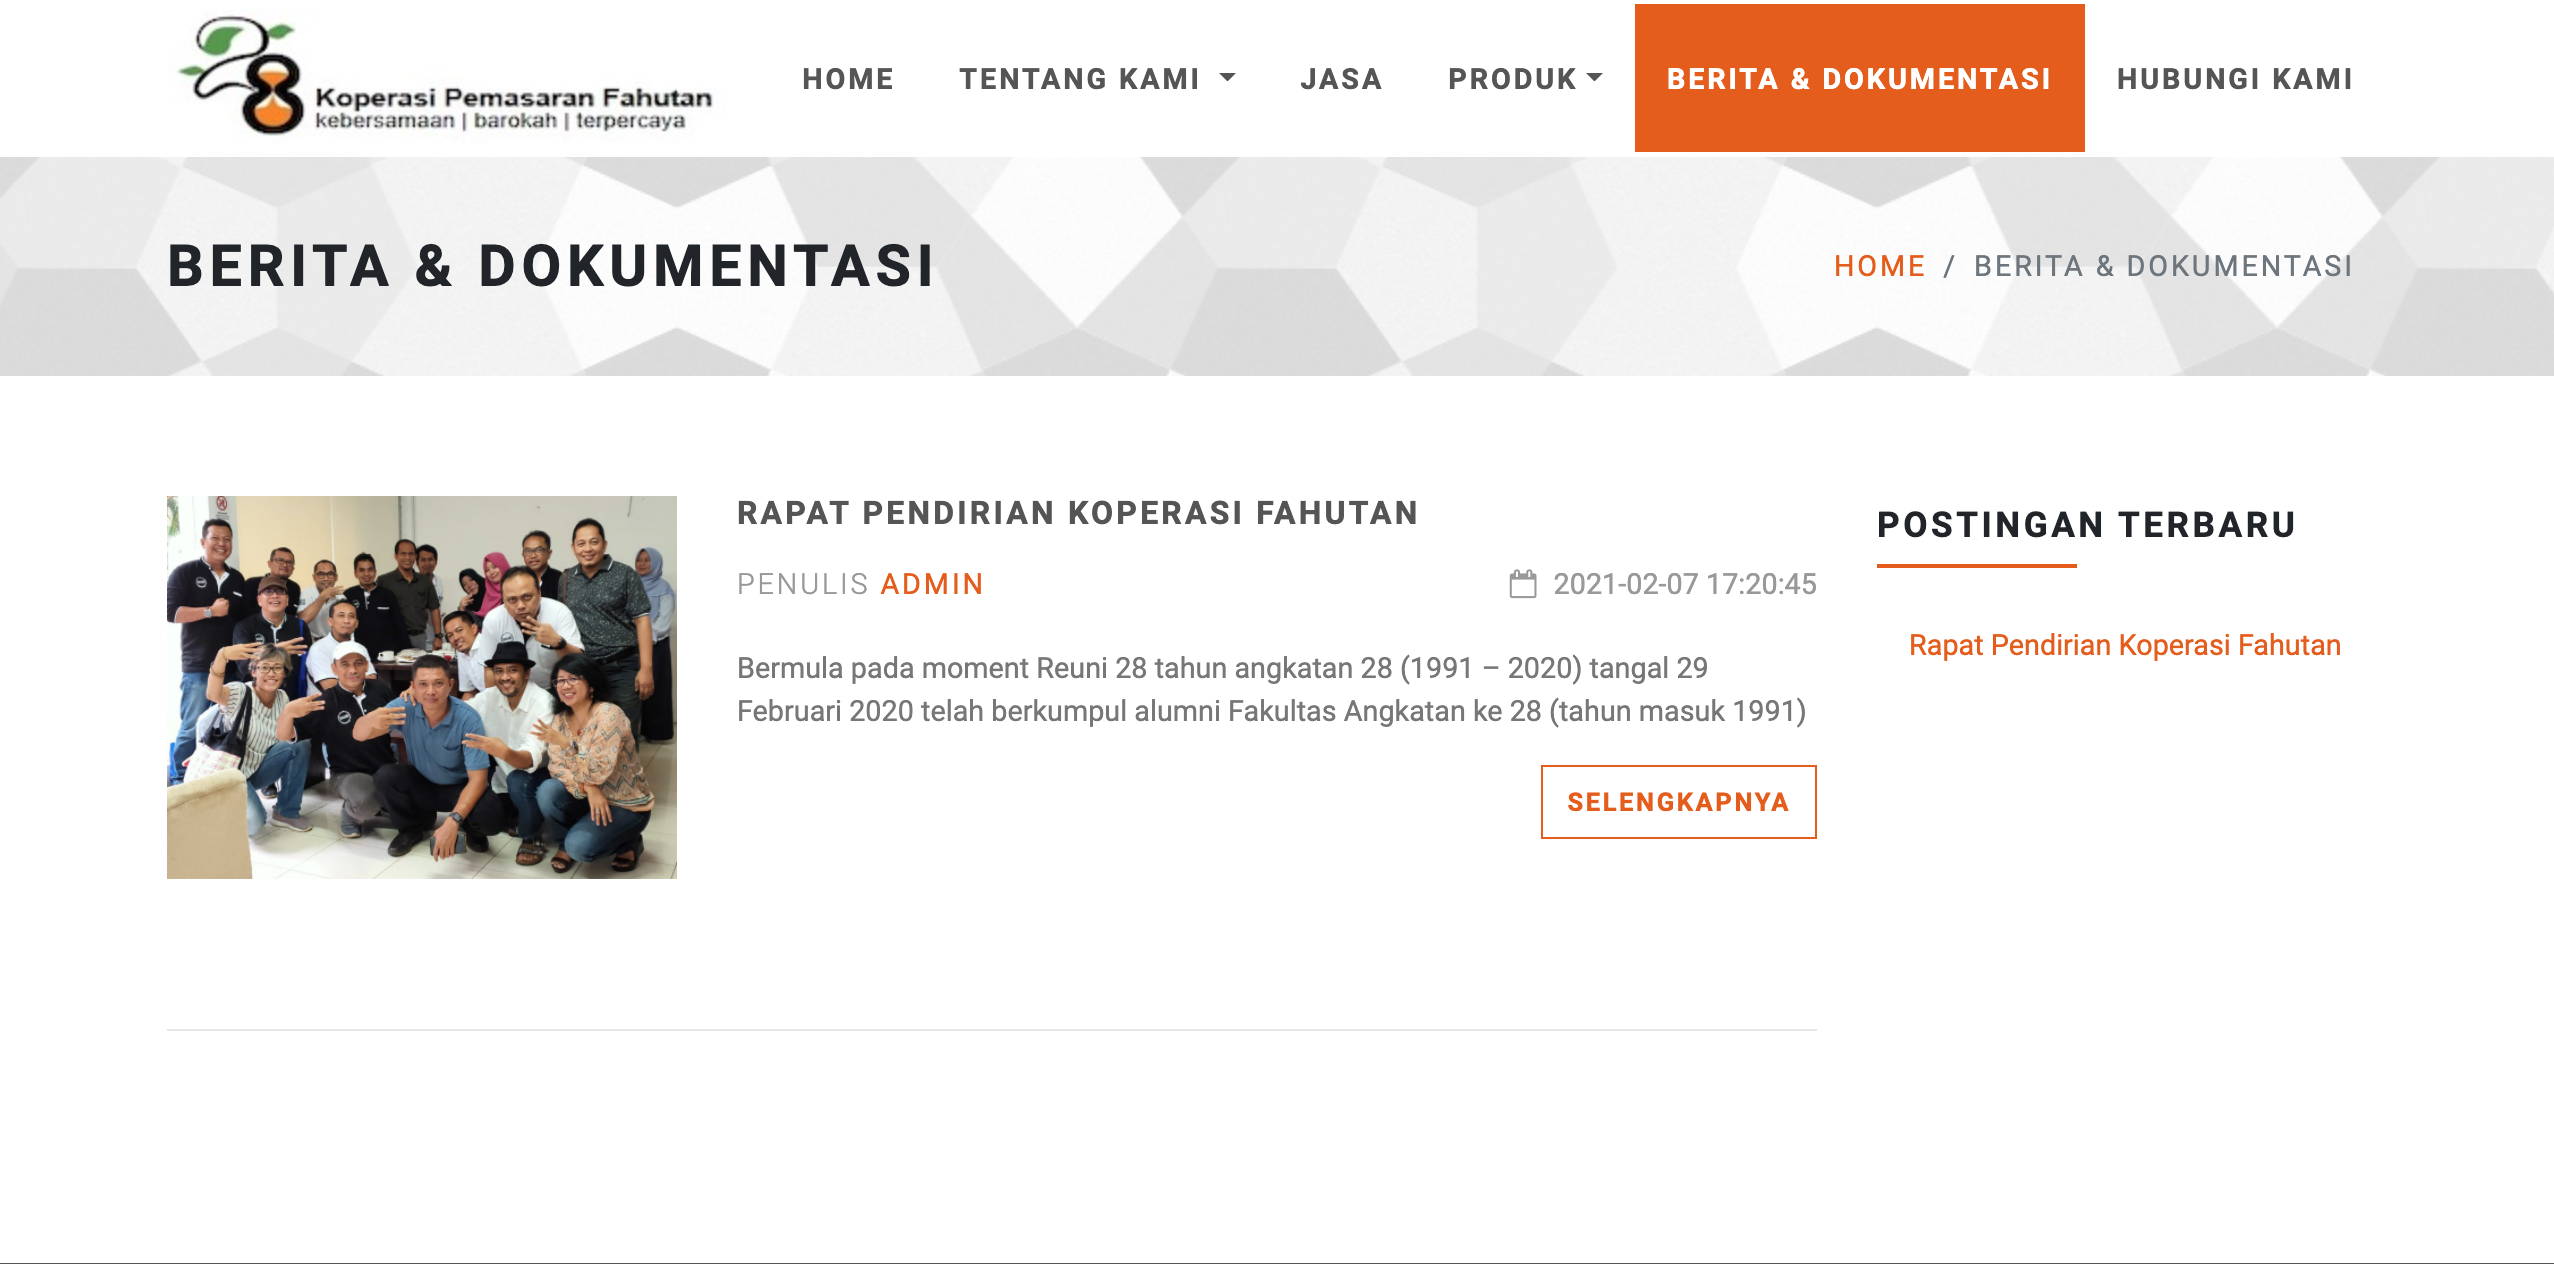 Koperasi Pemasaran Fahutan
kebersamaan | barokah | terpercaya
HOME
TENTANG KAMI
JASA
PRODUK
BERITA & DOKUMENTASI
HUBUNGI KAMI
BERITA & DOKUMENTASI
HOME / BERITA & DOKUMENTASI
RAPAT PENDIRIAN KOPERASI FAHUTAN
PENULIS ADMIN
2021-02-07 17:20:45
Bermula pada moment Reuni 28 tahun angkatan 28 (1991 – 2020) tangal 29
Februari 2020 telah berkumpul alumni Fakultas Angkatan ke 28 (tahun masuk 1991)
SELENGKAPNYA
POSTINGAN TERBARU
Rapat Pendirian Koperasi Fahutan